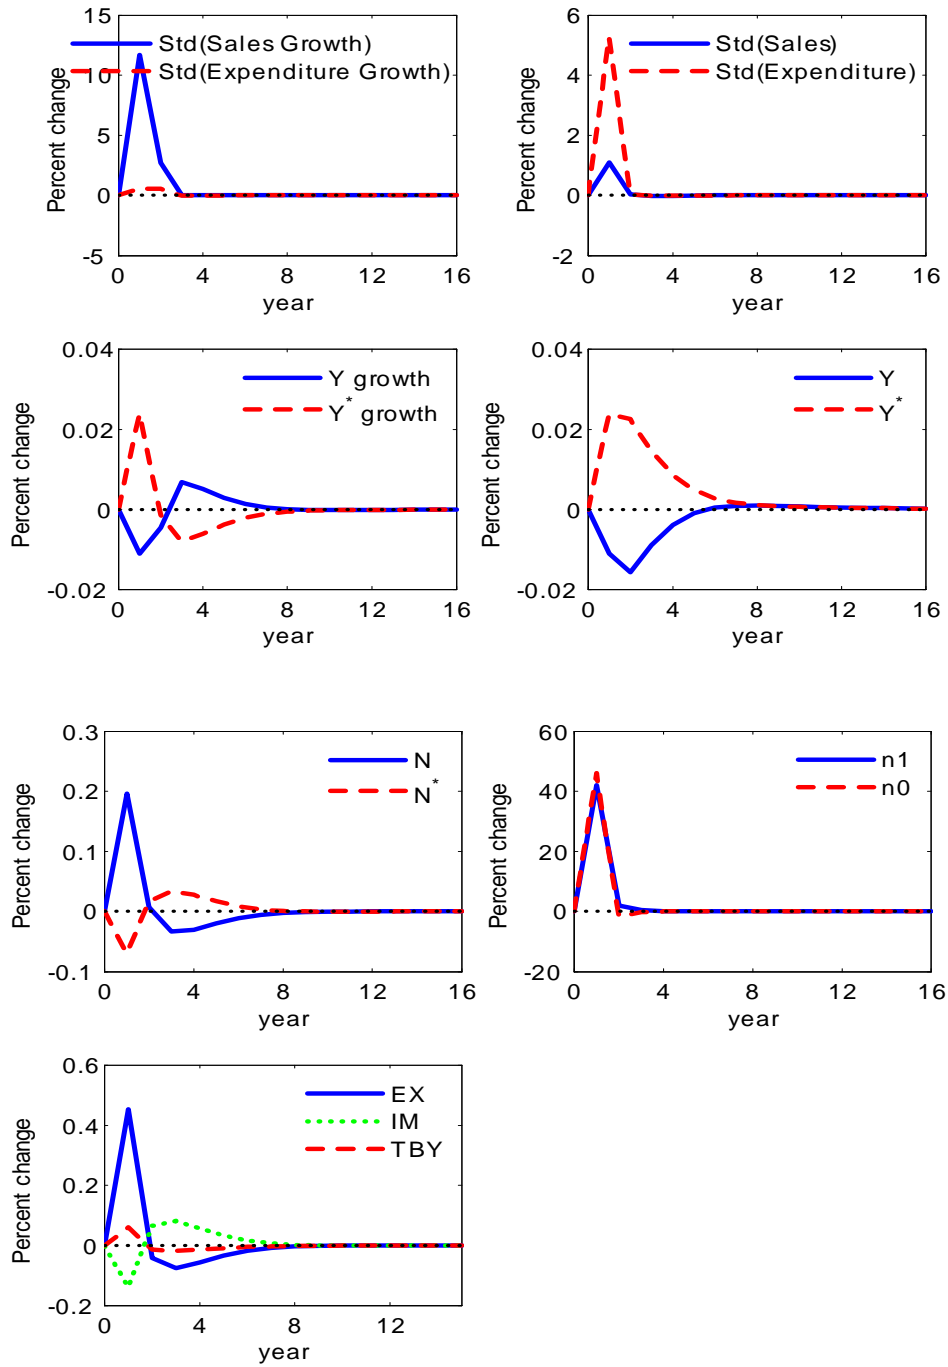 15
Std(Sales Growth)
10
Std(Expenditure Growth)
5
0
-5
Percent change
0 4 8 12 16
year
6
Std(Sales)
Std(Expenditure)
4
2
0
-2
Percent change
0 4 8 12 16
year
0.04
Y growth
Y* growth
0.02
0
-0.02
Percent change
0 4 8 12 16
year
0.04
Y
Y*
0.02
0
-0.02
Percent change
0 4 8 12 16
year
0.3
N
N*
0.2
0.1
0
-0.1
Percent change
0 4 8 12 16
year
60
n1
n0
40
20
0
-20
Percent change
0 4 8 12 16
year
0.6
EX
IM
TBY
0.4
0.2
0
-0.2
Percent change
0 4 8 12
year